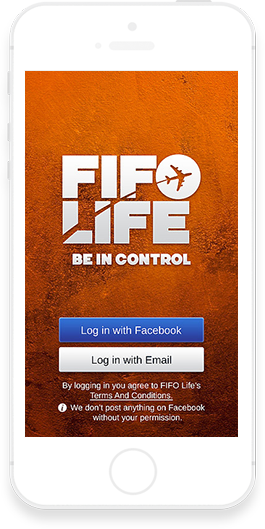 FIFO
LIFE
BE IN CONTROL
Log in with Facebook
Log in with Email
By logging in you agree to FIFO Life's
Terms And Conditions.
i We don't post anything on Facebook
without your permission.